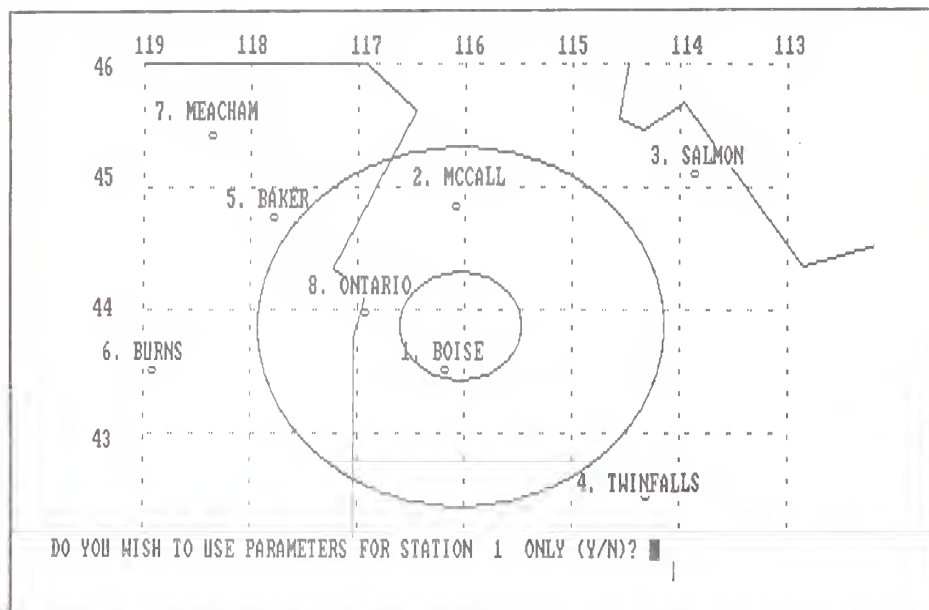 119 118 117 116 115 114 113
46
7. MEACHAM
3. SALMON
45
2. MCCALL
5. BAKER
8. ONTARIO
44
6. BURNS
1. BOISE
43
4. TWINFALLS
DO YOU WISH TO USE PARAMETERS FOR STATION 1 ONLY (Y/N)?